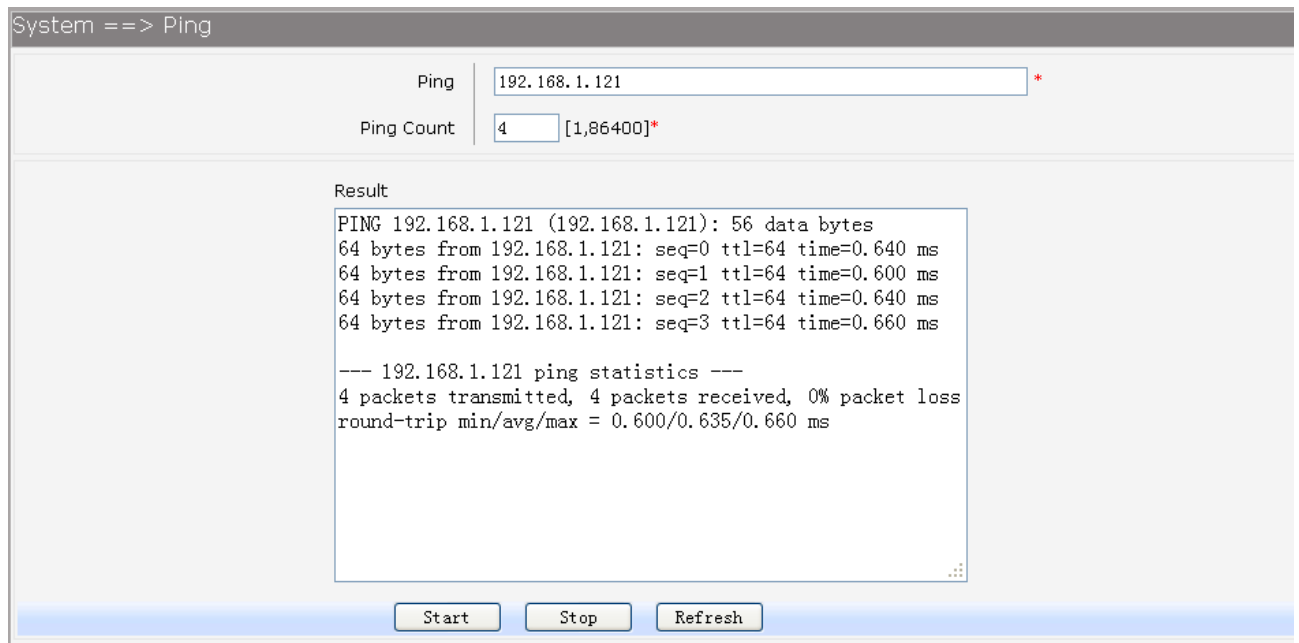 System ==> Ping
Ping 192.168.1.121 *
Ping Count 4 [1,86400]*
Result
PING 192.168.1.121 (192.168.1.121): 56 data bytes
64 bytes from 192.168.1.121: seq=0 ttl=64 time=0.640 ms
64 bytes from 192.168.1.121: seq=1 ttl=64 time=0.600 ms
64 bytes from 192.168.1.121: seq=2 ttl=64 time=0.640 ms
64 bytes from 192.168.1.121: seq=3 ttl=64 time=0.660 ms
--- 192.168.1.121 ping statistics ---
4 packets transmitted, 4 packets received, 0% packet loss
round-trip min/avg/max = 0.600/0.635/0.660 ms
Start Stop Refresh